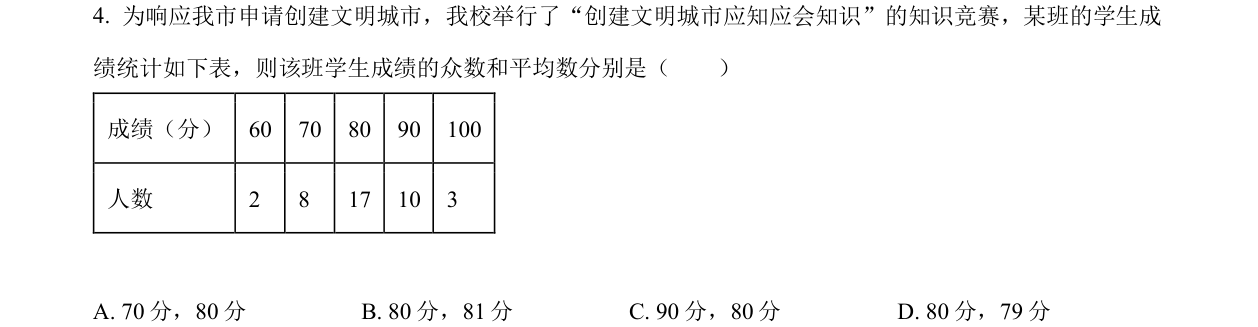 4. 为响应我市申请创建文明城市，我校举行了“创建文明城市应知应会知识”的知识竞赛，某班的学生成
绩统计如下表，则该班学生成绩的众数和平均数分别是（　　）
成绩（分） 60 70 80 90 100
人数 2 8 17 10 3
A. 70 分，80 分 B. 80 分，81 分 C. 90 分，80 分 D. 80 分，79 分